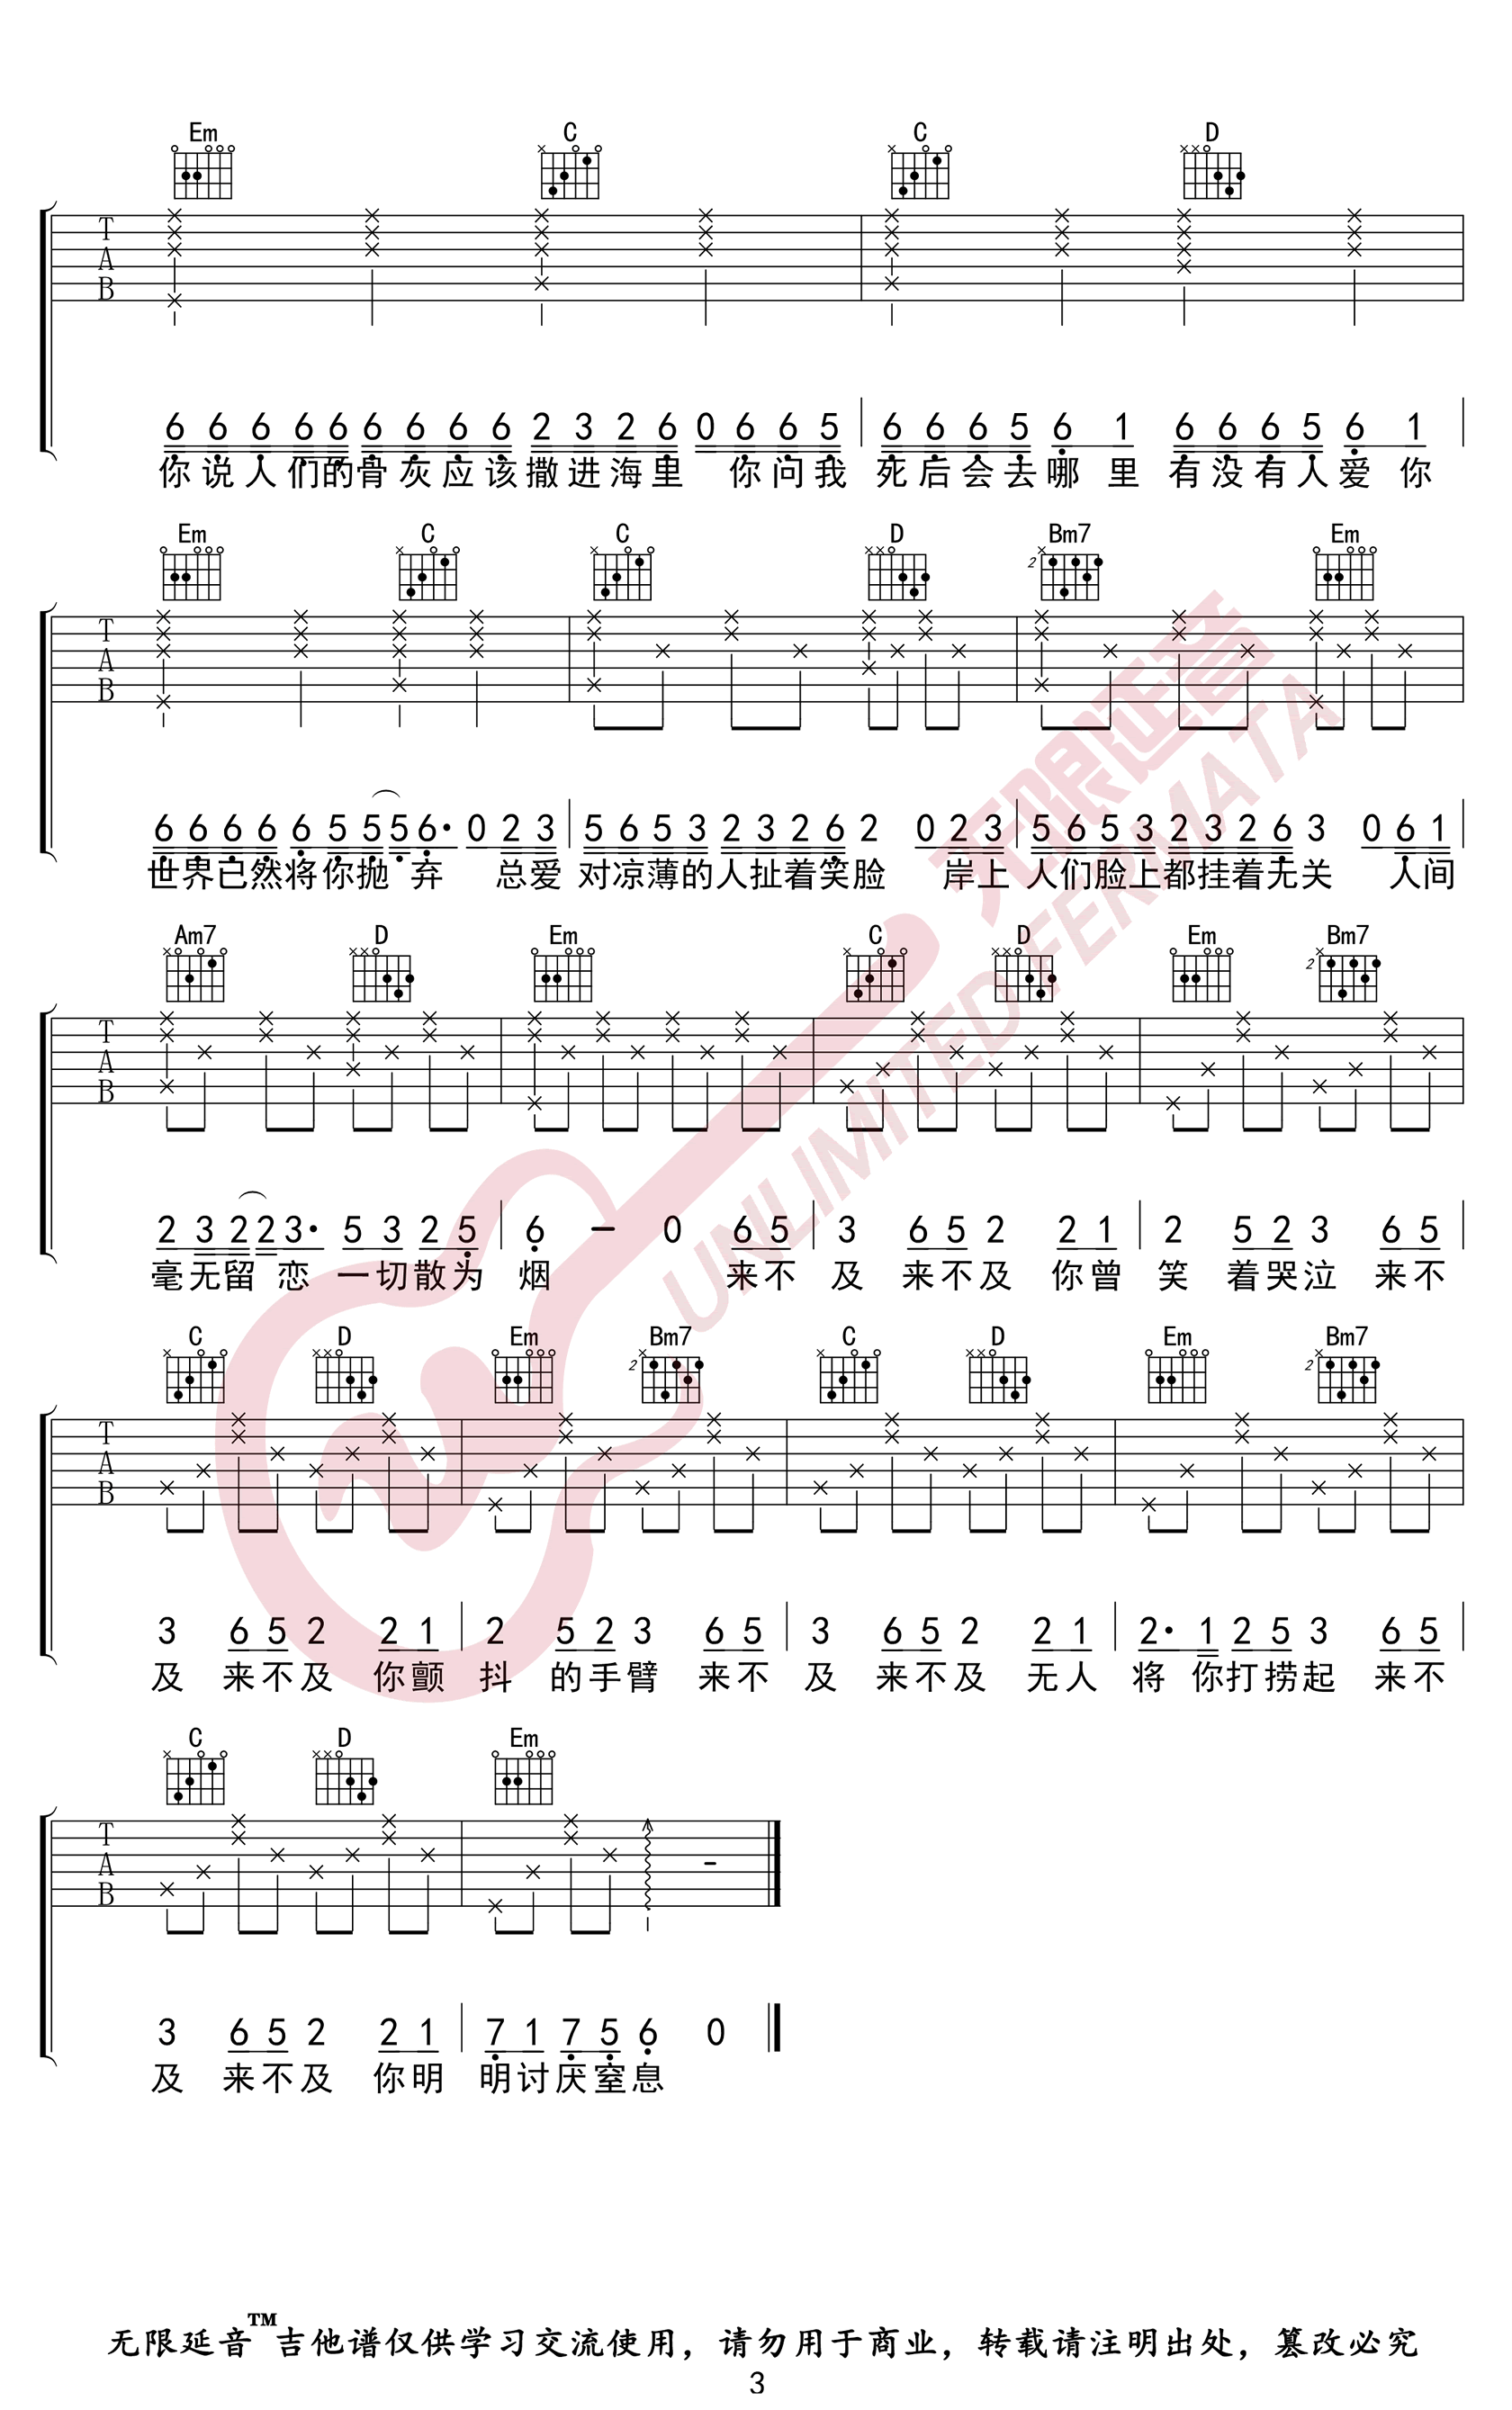 Em C C D
T
A
B
6 6 6 6 6 6 6 6 6 2 3 2 6 0 6 6 5 6 6 6 5 6 1 6 6 6 5 6 1
你说人们的骨灰应该撒进海里 你问我 死后会去哪里 有没有人爱你
Em C C D Bm7 Em
2
T
A
B
6 6 6 6 6 5 5 5 6· 0 2 3 5 6 5 3 2 3 2 6 2 0 2 3 5 6 5 3 2 3 2 6 3 0 6 1
世界已然将你抛弃 总爱 对凉薄的人扯着笑脸 岸上 人们脸上都挂着无关 人间
Am7 D Em C D Em Bm7
2
T
A
B
2 3 2 2 3· 5 3 2 5 6 - 0 6 5 3 6 5 2 2 1 2 5 2 3 6 5
毫无留恋 一切散为 烟 来不 及 来不及 你曾 笑 着哭泣 来不
C D Em Bm7 C D Em Bm7
2 2
T
A
B
3 6 5 2 2 1 2 5 2 3 6 5 3 6 5 2 2 1 2· 1 2 5 3 6 5
及 来不及 你颤 抖 的手臂 来不 及 来不及 无人 将 你打捞起 来不
C D Em
T
A
B
-
3 6 5 2 2 1 7 1 7 5 6 0
及 来不及 你明 明讨厌窒息
无限延音
UNLIMITED FERMATA
无限延音™吉他谱仅供学习交流使用，请勿用于商业，转载请注明出处，篡改必究
3